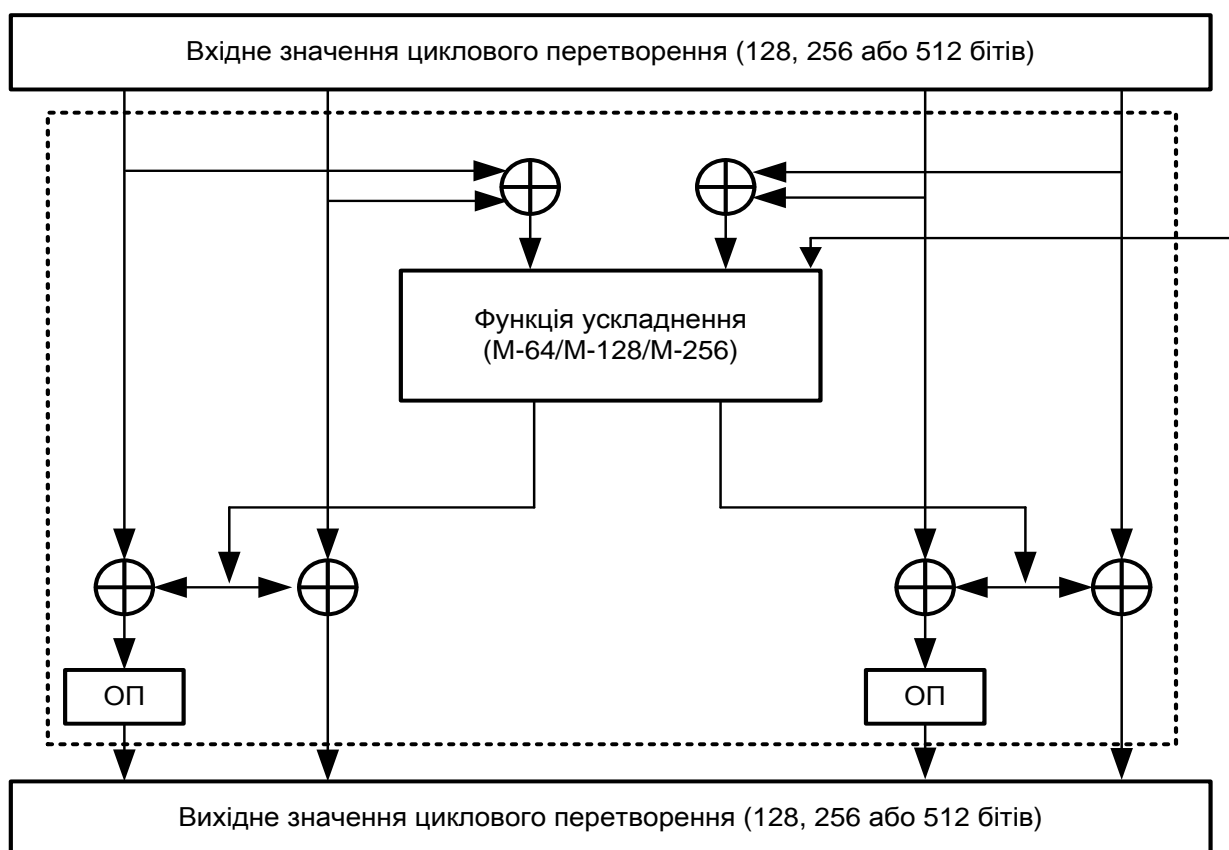 Вхідне значення циклового перетворення (128, 256 або 512 бітів)
Функція ускладнення
(М-64/М-128/М-256)
ОП
ОП
Вихідне значення циклового перетворення (128, 256 або 512 бітів)